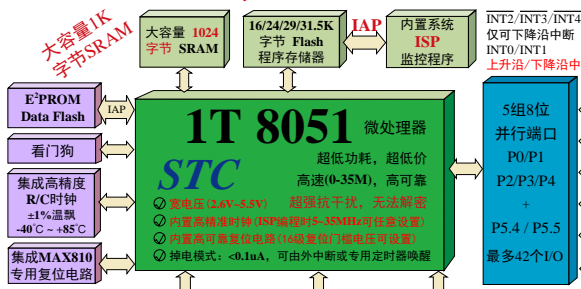 大容量1K
字节SRAM
大容量 1024
字节 SRAM
16/24/29/31.5K
字节 Flash
程序存储器
IAP
内置系统
ISP
监控程序
INT2/INT3/INT4
仅可下降沿中断
INT0/INT1
上升沿/下降沿中
E²PROM
Data Flash
IAP
看门狗
集成高精度
R/C时钟
±1%温飘
-40℃ ~ +85℃
集成MAX810
专用复位电路
1T 8051 微处理器
STC
超低功耗，超低价
高速(0-35M)，高可靠
宽电压(2.6V-5.5V)
超强抗干扰，无法解密
内置高精准时钟(ISP编程时5-35MHz可任意设置)
内置高可靠复位电路(16级复位门槛电压可设置)
掉电模式：<0.1uA，可由外中断或专用定时器唤醒
5组8位
并行端口
P0/P1
P2/P3/P4
+
P5.4 / P5.5
最多42个I/O